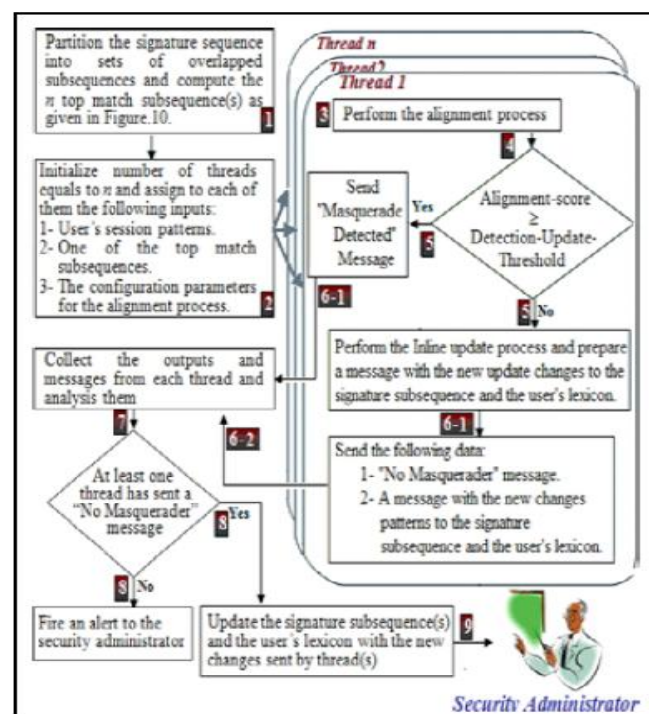 Partition the signature sequence
into sets of overlapped
subsequences and compute the
n top match subsequence(s) as
given in Figure.10.
1
Initialize number of threads
equals to n and assign to each of
them the following inputs:
1- User's session patterns.
2- One of the top match
subsequences.
3- The configuration parameters
for the alignment process.
2
Thread n
Thread2
Thread 1
3
Perform the alignment process
4
Alignment-score
≥
Detection-Update-
Threshold
Yes
5
Send
"Masquerade
Detected"
Message
6-1
5
No
Perform the Inline update process and prepare
a message with the new update changes to the
signature subsequence and the user's lexicon.
6-1
Send the following data:
1- "No Masquerader" message.
2- A message with the new changes
patterns to the signature
subsequence and the user's lexicon.
6-2
Collect the outputs and
messages from each thread and
analysis them
7
At least one
thread has sent a
"No Masquerader"
message
8
Yes
8
No
Fire an alert to the
security administrator
Update the signature subsequence(s)
and the user's lexicon with the new
changes sent by thread(s)
9
Security Administrator